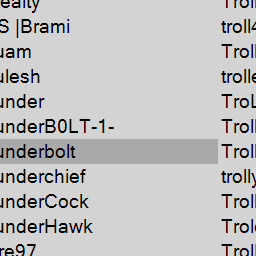 ealty Troll
S |Brami troll4
uam Troll
ulesh trolle
under TroL
underB0LT-1- Troll
underbolt Troll
underchief trolly
underCock Troll
underHawk Trolo
re97 Troll